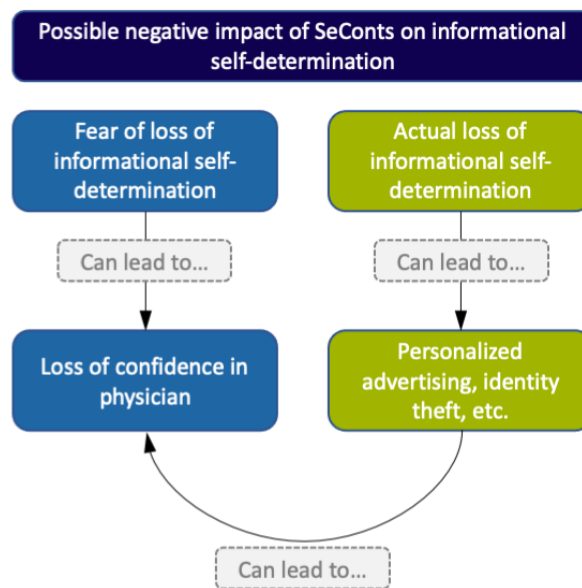 Possible negative impact of SeConts on informational
self-determination
Fear of loss of
informational self-
determination
Actual loss of
informational self-
determination
Can lead to...
Can lead to...
Loss of confidence in
physician
Personalized
advertising, identity
theft, etc.
Can lead to...